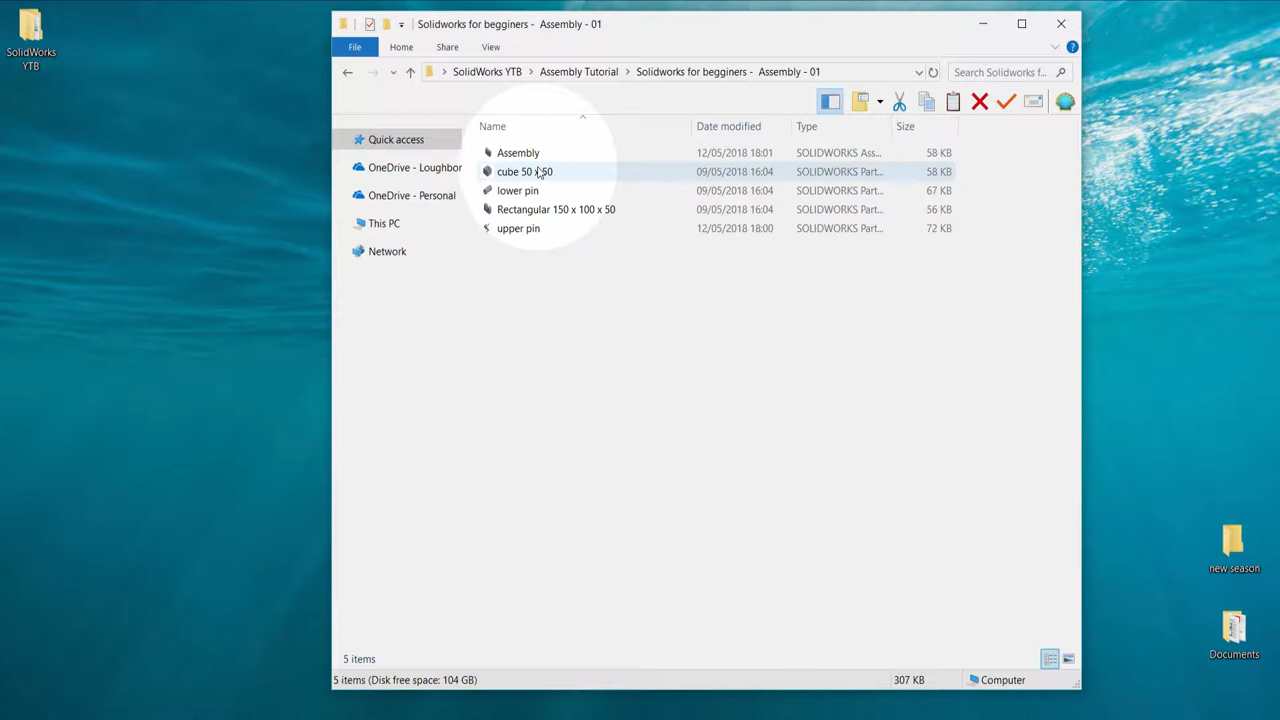 SolidWorks
YTB
Solidworks for begginers - Assembly - 01
File Home Share View
SolidWorks YTB Assembly Tutorial Solidworks for begginers - Assembly - 01 Search Solidworks f...
Name Date modified Type Size
Quick access
OneDrive - Loughbor
OneDrive - Personal
This PC
Network
Assembly 12/05/2018 18:01 SOLIDWORKS Ass... 58 KB
cube 50 x 50 09/05/2018 16:04 SOLIDWORKS Part... 58 KB
lower pin 09/05/2018 16:04 SOLIDWORKS Part... 67 KB
Rectangular 150 x 100 x 50 09/05/2018 16:04 SOLIDWORKS Part... 56 KB
upper pin 12/05/2018 18:00 SOLIDWORKS Part... 72 KB
new season
Documents
5 items
5 items (Disk free space: 104 GB) 307 KB Computer